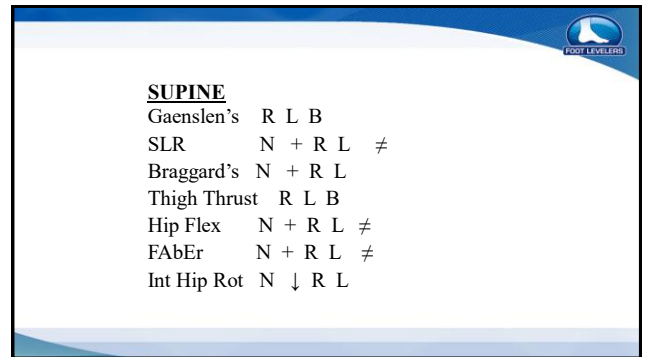 FOOT LEVELERS
SUPINE
Gaenslen’s R L B
SLR N + R L ≠
Braggard’s N + R L
Thigh Thrust R L B
Hip Flex N + R L ≠
FAbEr N + R L ≠
Int Hip Rot N ↓ R L